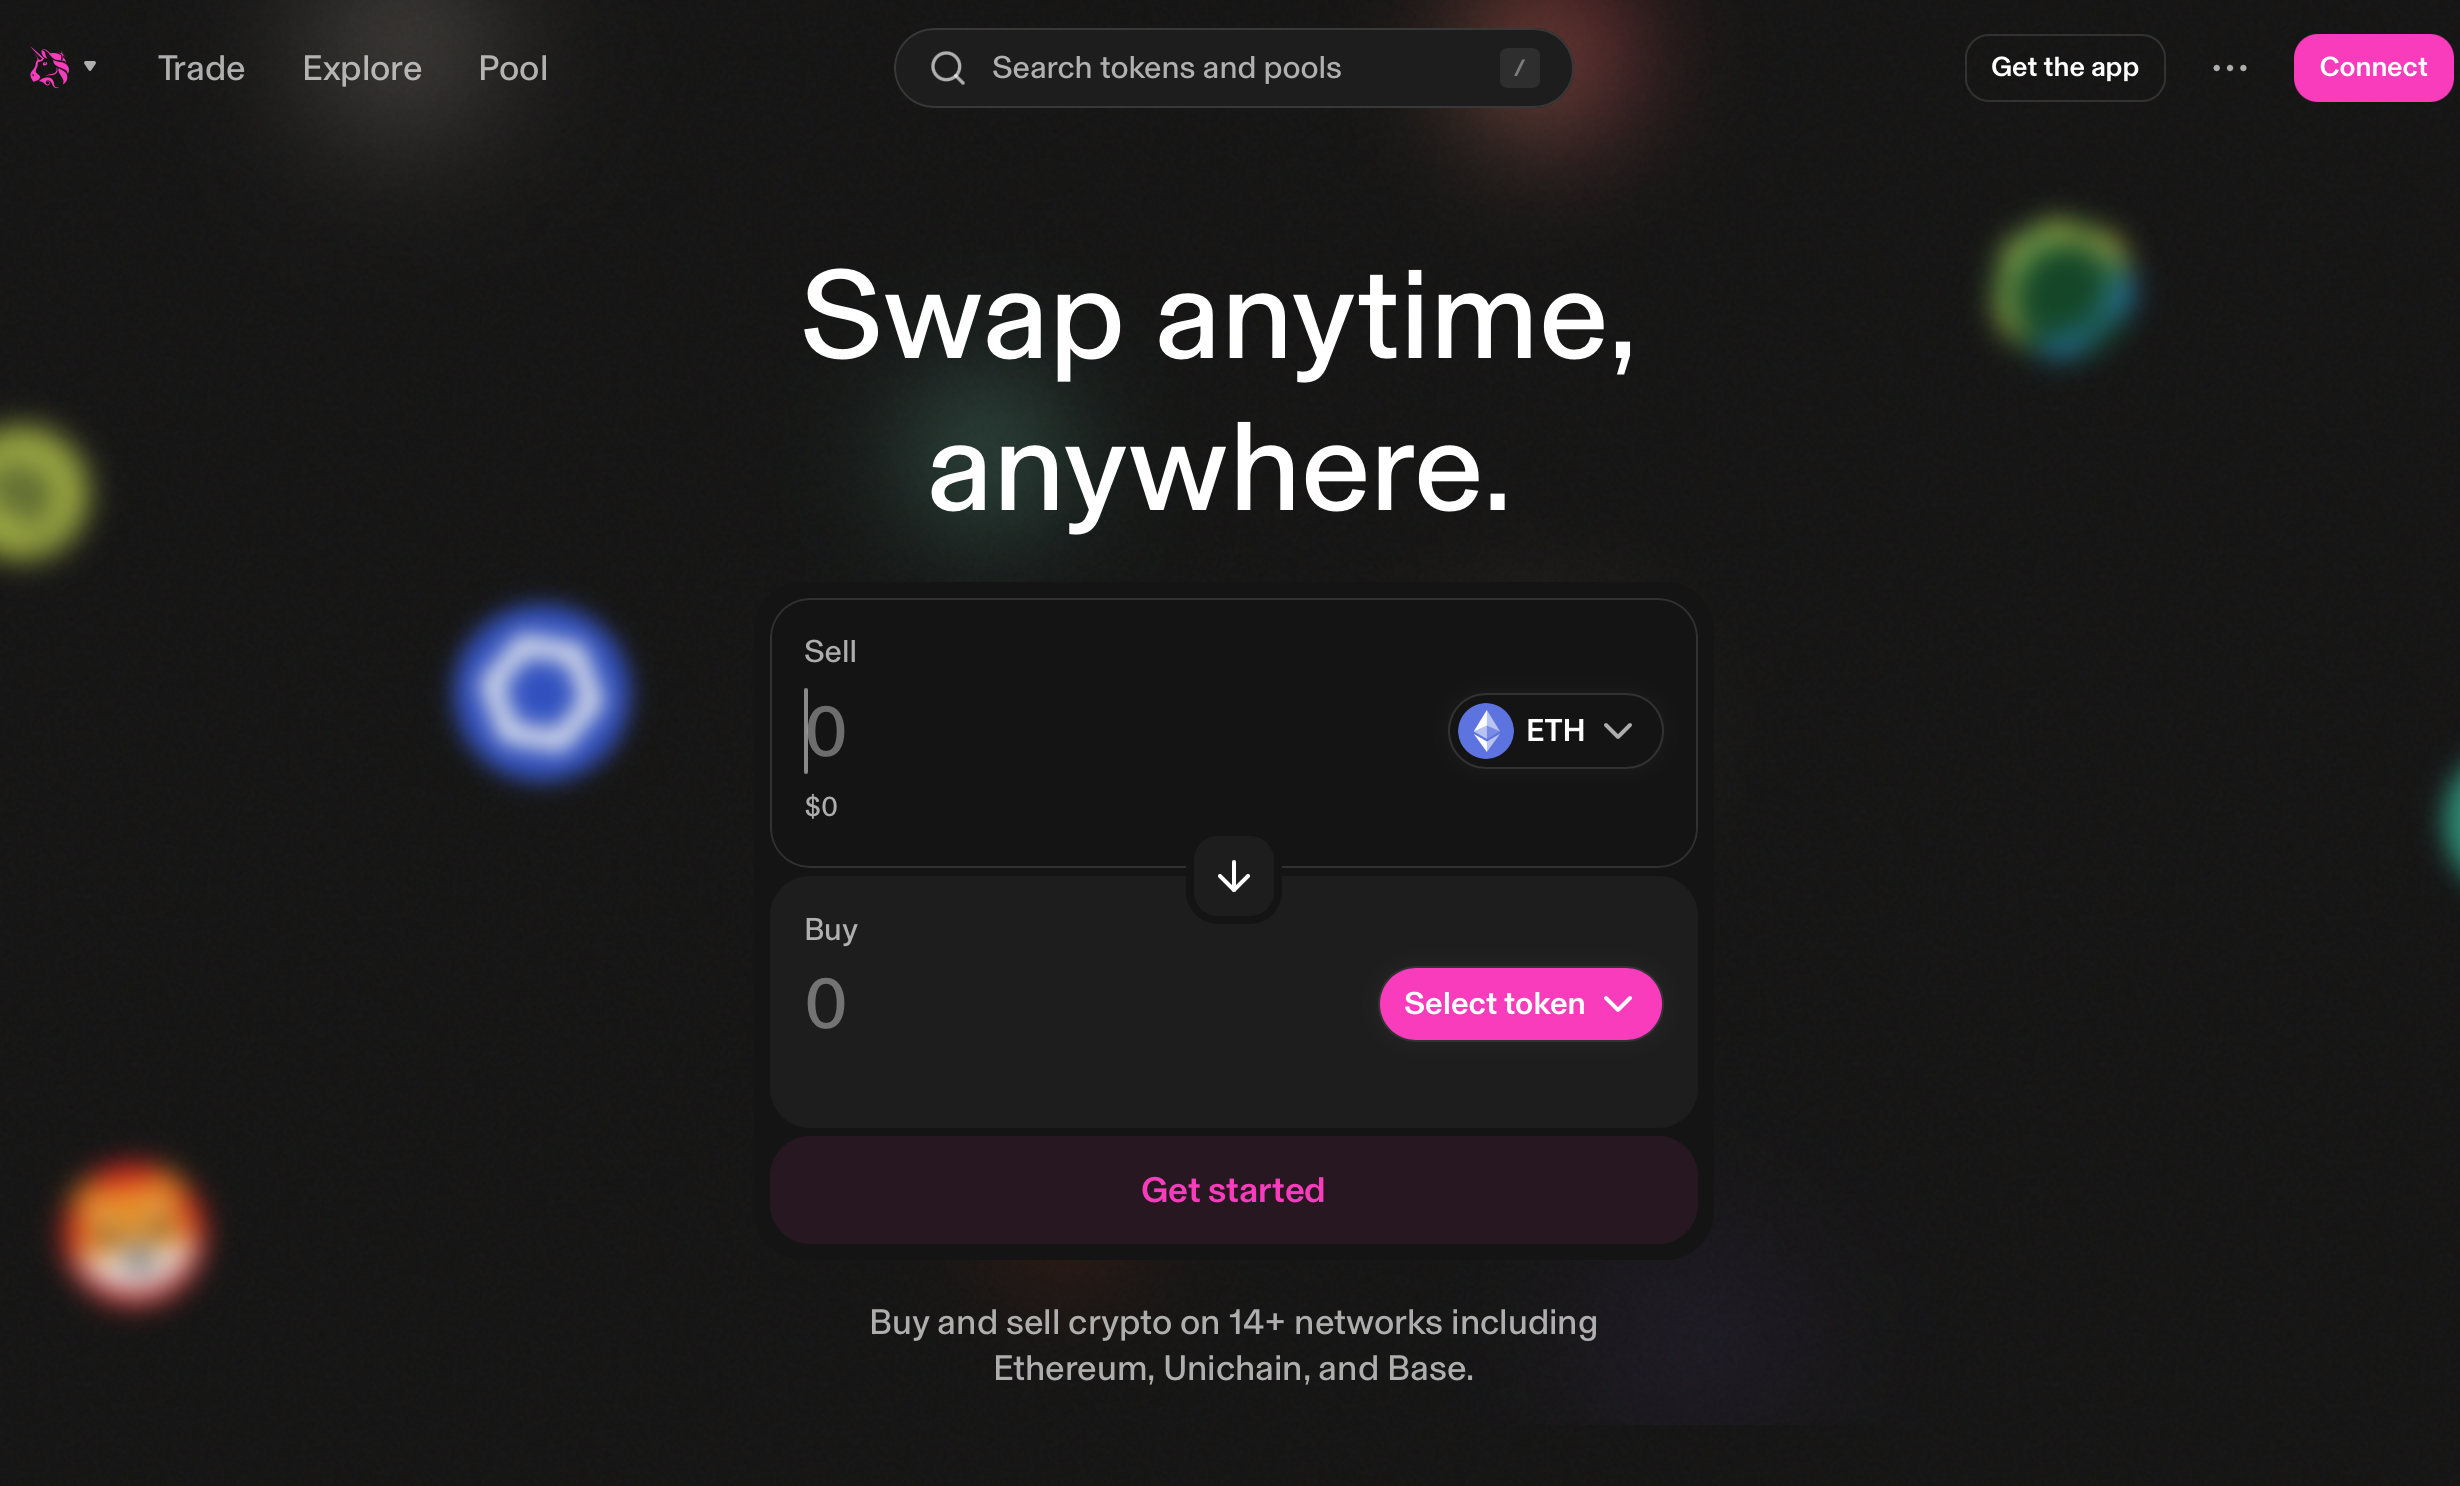 Trade
Explore
Pool
Search tokens and pools
/
Get the app
Connect
Swap anytime,
anywhere.
Sell
0
ETH
$0
Buy
0
Select token
Get started
Buy and sell crypto on 14+ networks including
Ethereum, Unichain, and Base.